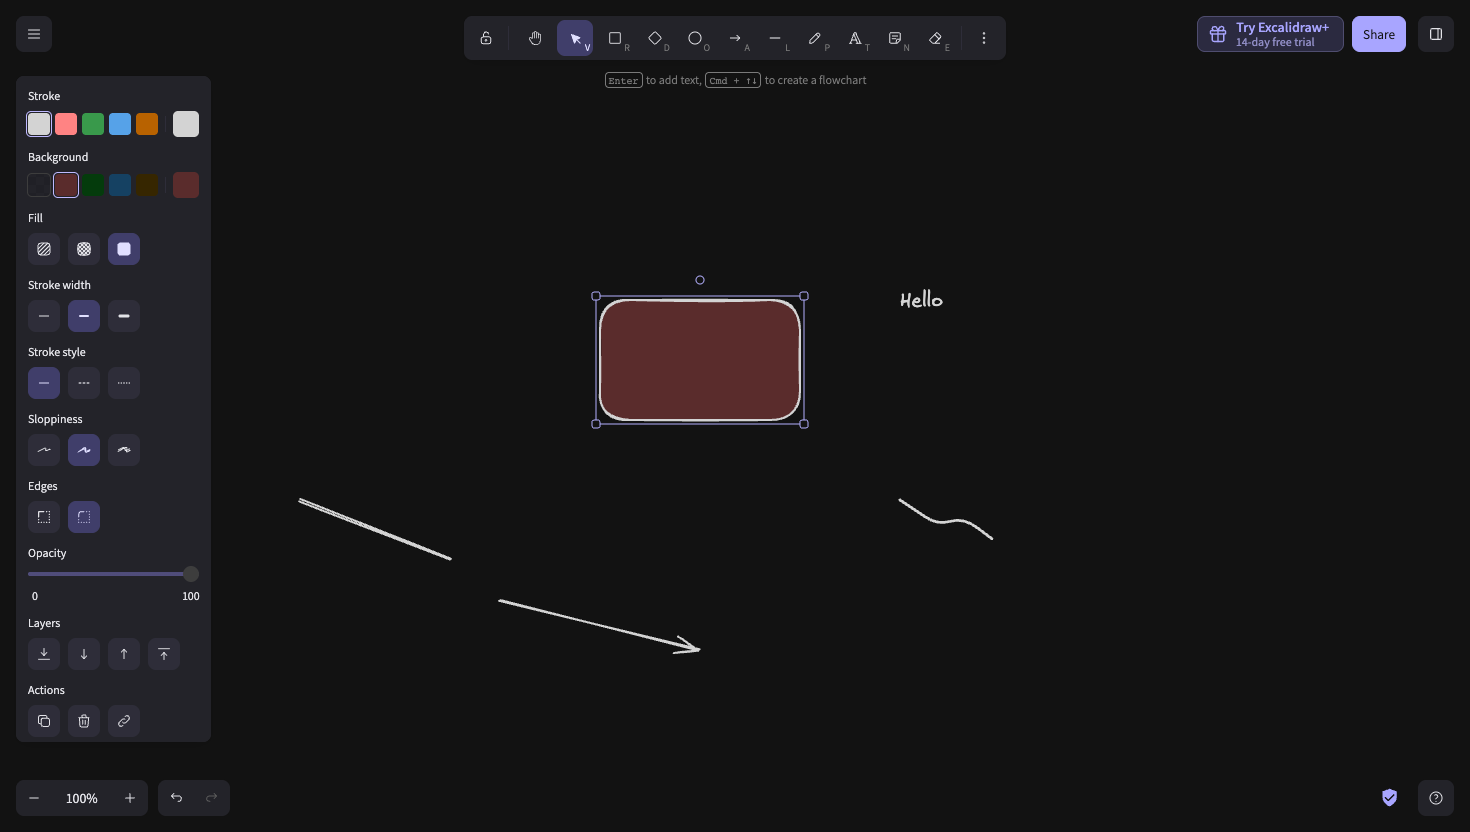 V
R
D
O
A
L
P
T
N
E
Try Excalidraw+
14-day free trial
Share
Enter to add text, Cmd + ↑↓ to create a flowchart
Stroke
Background
Fill
Stroke width
Stroke style
Sloppiness
Edges
Opacity
0 100
Layers
Actions
Hello
100%